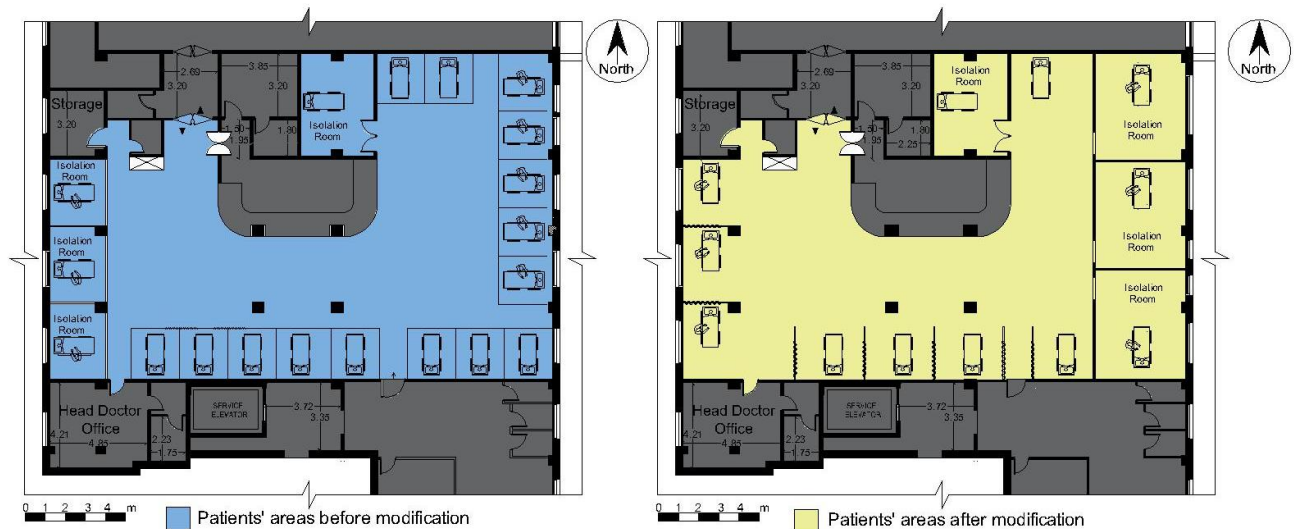 North
2.69
3.20
3.85
3.20
Storage
3.20
Isolation
Room
1.50
1.95
1.80
Isolation
Room
Isolation
Room
Isolation
Room
Head Doctor
Office
4.21
4.85
2.23
1.75
SERVICE
ELEVATOR
3.72
3.35
0 1 2 3 4 m
Patients' areas before modification
North
2.69
3.20
3.85
3.20
Storage
3.20
Isolation
Room
1.50
1.95
1.80
2.25
Isolation
Room
Isolation
Room
Isolation
Room
Head Doctor
Office
4.21
4.85
2.23
1.75
SERVICE
ELEVATOR
3.72
3.35
0 1 2 3 4 m
Patients' areas after modification